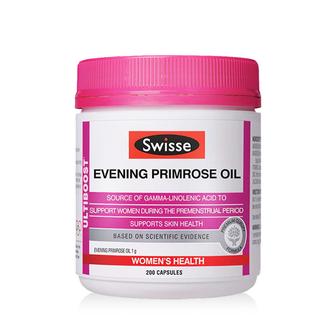 Swisse
EVENING PRIMROSE OIL
ULTIBOOST
SOURCE OF GAMMA-LINOLENIC ACID TO
SUPPORT WOMEN DURING THE PREMENSTRUAL PERIOD
SUPPORTS SKIN HEALTH
BASED ON SCIENTIFIC EVIDENCE
EVENING PRIMROSE OIL 1 g
WOMEN'S HEALTH
200 CAPSULES